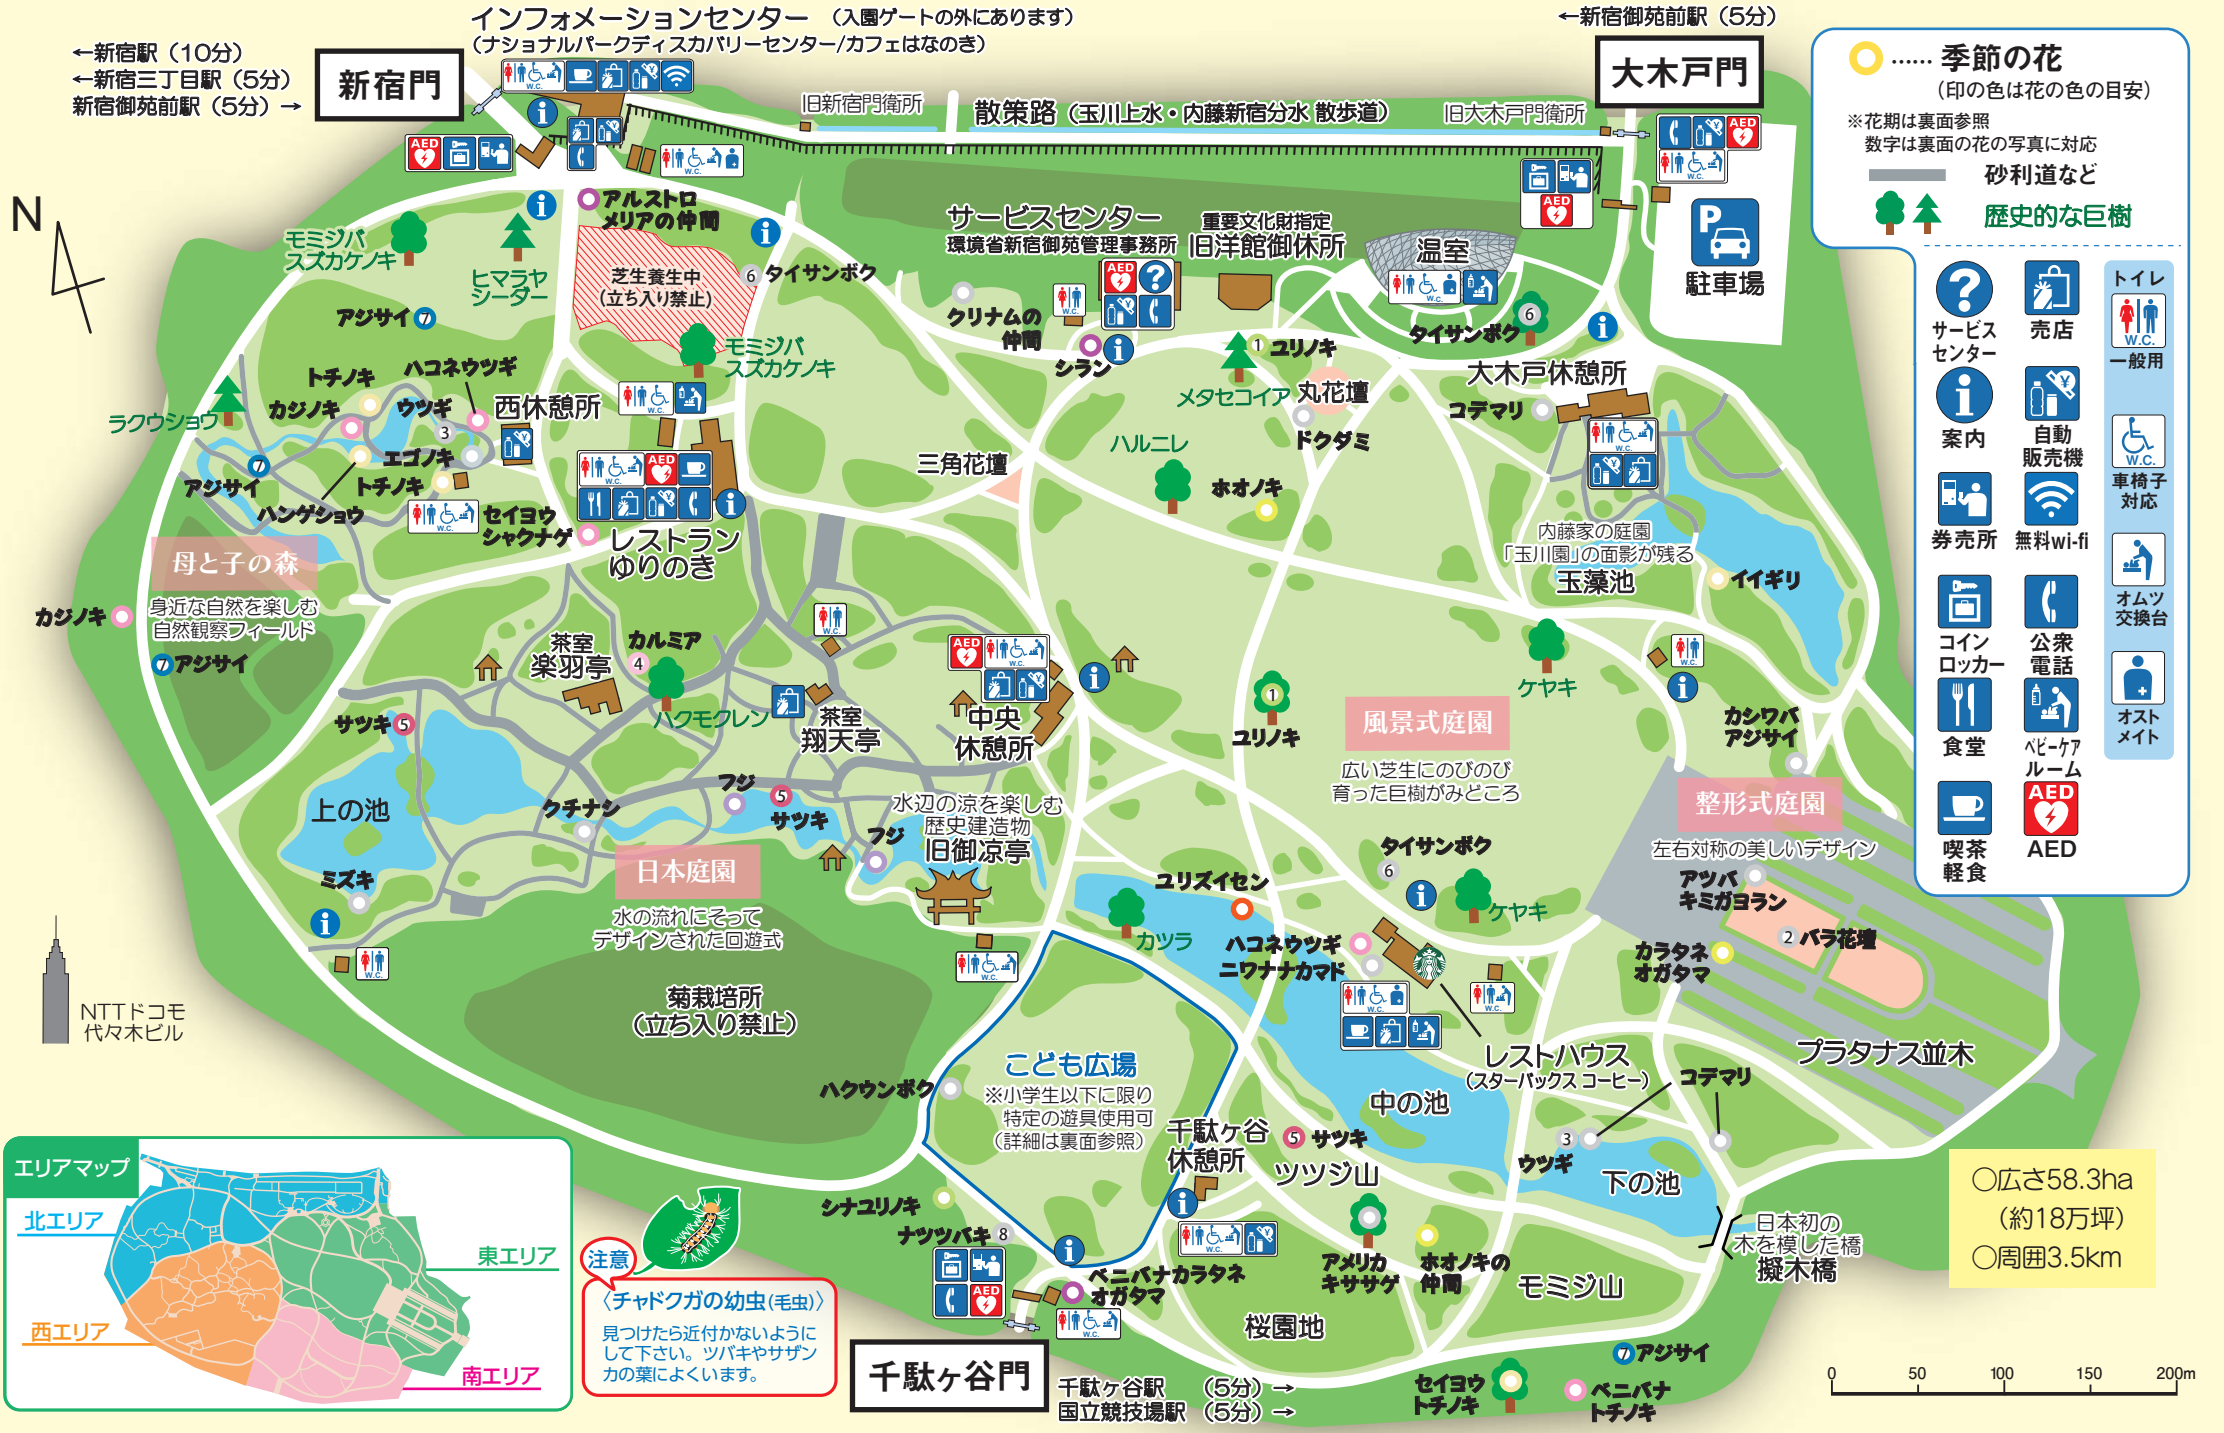 インフォメーションセンター （入園ゲートの外にあります）
（ナショナルパークディスカバリーセンター/カフェはなのき）
←新宿駅（10分）
←新宿三丁目駅（5分）
新宿御苑前駅（5分）→
新宿門
←新宿御苑前駅（5分）
大木戸門
旧新宿門衛所
散策路（玉川上水・内藤新宿分水 散歩道）
旧大木戸門衛所
N
アルストロ
メリアの仲間
モミジバ
スズカケノキ
ヒマラヤ
シーダー
芝生養生中
（立ち入り禁止）
6 タイサンボク
アジサイ 7
モミジバ
スズカケノキ
サービスセンター
環境省新宿御苑管理事務所
重要文化財指定
旧洋館御休所
温室
P
駐車場
クリナムの
仲間
シラン
1 ユリノキ
メタセコイア
丸花壇
ドクダミ
タイサンボク 6
大木戸休憩所
コデマリ
トチノキ
ハコネウツギ
カジノキ
ウツギ
3
西休憩所
ラクウショウ
7
アジサイ
エゴノキ
トチノキ
ハンゲショウ
セイヨウ
シャクナゲ
レストラン
ゆりのき
三角花壇
ハルニレ
ホオノキ
内藤家の庭園
「玉川園」の面影が残る
玉藻池
イイギリ
母と子の森
身近な自然を楽しむ
自然観察フィールド
カジノキ
7 アジサイ
茶室
楽羽亭
カルミア
4
ハクモクレン
茶室
翔天亭
中央
休憩所
1
ユリノキ
風景式庭園
広い芝生にのびのび
育った巨樹がみどころ
ケヤキ
カシワバ
アジサイ
サツキ 5
上の池
ミズキ
クチナシ
フジ
5
サツキ
フジ
水辺の涼を楽しむ
歴史建造物
旧御凉亭
日本庭園
水の流れにそって
デザインされた回遊式
菊栽培所
（立ち入り禁止）
整形式庭園
左右対称の美しいデザイン
アツバ
キミガヨラン
2 バラ花壇
カラタネ
オガタマ
プラタナス並木
タイサンボク
6
ケヤキ
ユリズイセン
カツラ
ハコネウツギ
ニワナナカマド
レストハウス
（スターバックス コーヒー）
コデマリ
中の池
3
ウツギ
下の池
日本初の
木を模した橋
擬木橋
こども広場
※小学生以下に限り
特定の遊具使用可
（詳細は裏面参照）
ハクウンボク
千駄ヶ谷
休憩所
5 サツキ
ツツジ山
シナユリノキ
ナツツバキ 8
ベニバナカラタネ
オガタマ
アメリカ
キササゲ
ホオノキの
仲間
モミジ山
桜園地
7 アジサイ
セイヨウ
トチノキ
ベニバナ
トチノキ
千駄ヶ谷門
千駄ヶ谷駅 （5分）→
国立競技場駅 （5分）→
NTTドコモ
代々木ビル
エリアマップ
北エリア
東エリア
西エリア
南エリア
注意
〈チャドクガの幼虫(毛虫)〉
見つけたら近付かないように
して下さい。ツバキやサザン
カの葉によくいます。
○広さ58.3ha
（約18万坪）
○周囲3.5km
0 50 100 150 200m
…… 季節の花
（印の色は花の色の目安）
※花期は裏面参照
数字は裏面の花の写真に対応
砂利道など
歴史的な巨樹
サービス
センター
売店
トイレ
W.C.
一般用
案内
自動
販売機
W.C.
車椅子
対応
券売所
無料wi-fi
オムツ
交換台
コイン
ロッカー
公衆
電話
オスト
メイト
食堂
ベビーケア
ルーム
喫茶
軽食
AED
AED